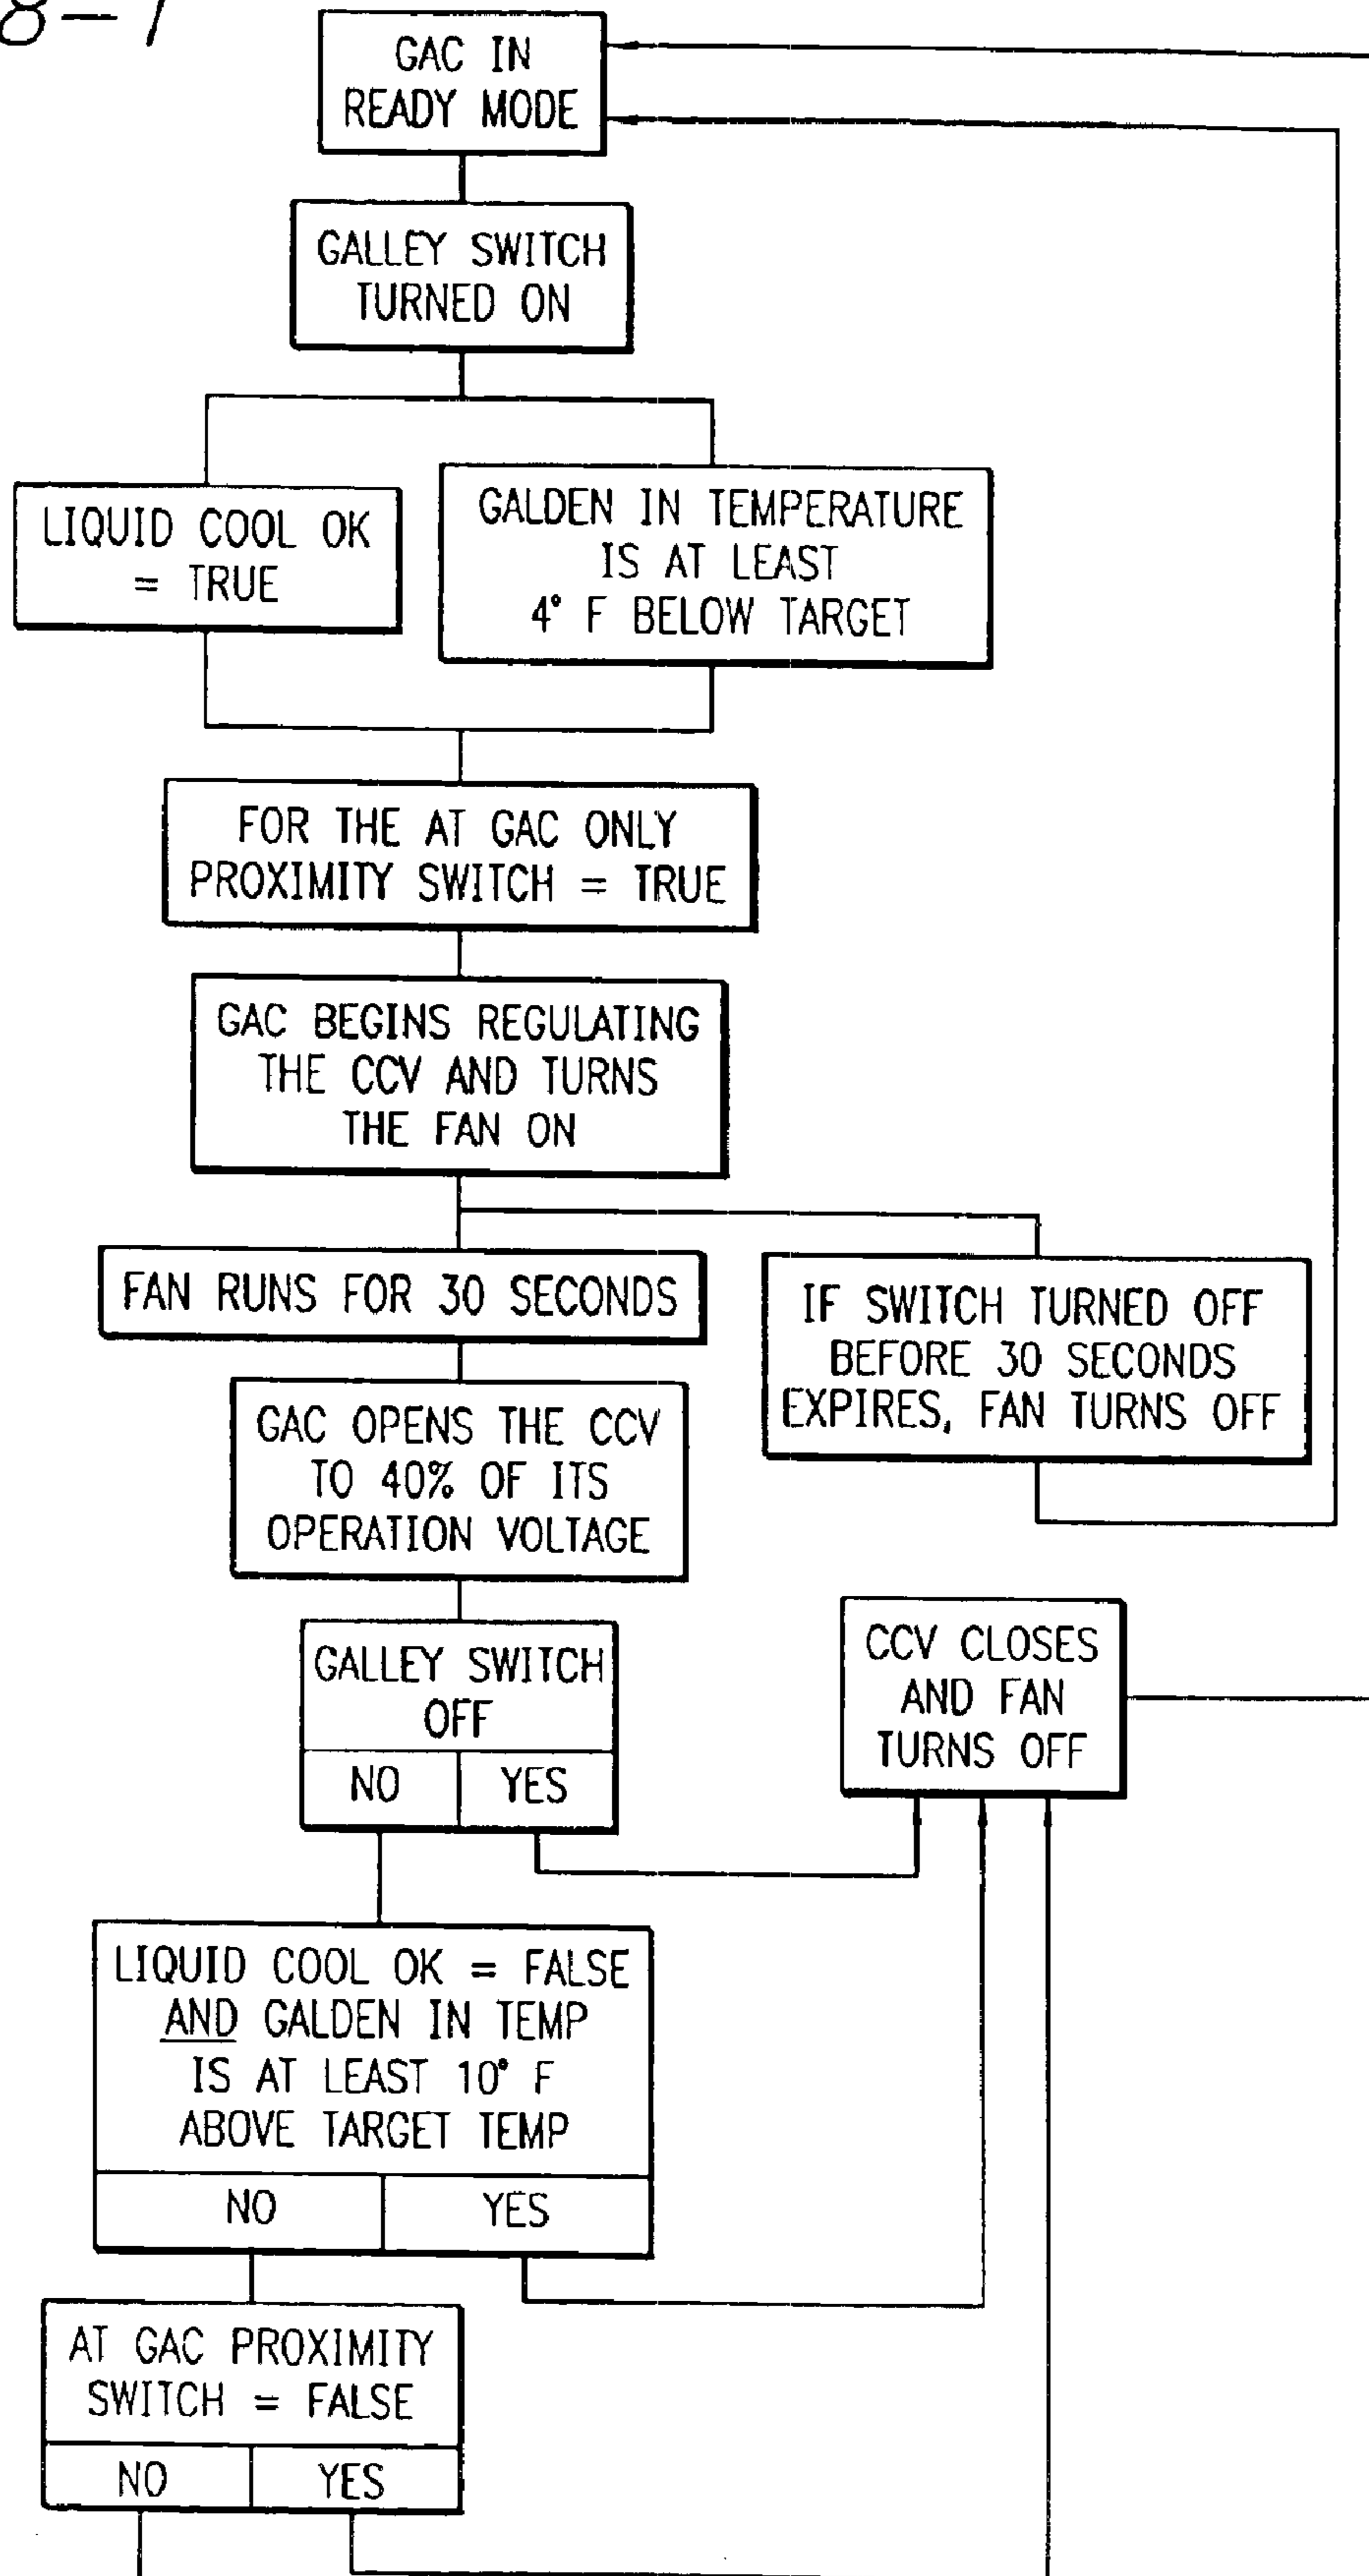 8-1
GAC IN
READY MODE
GALLEY SWITCH
TURNED ON
LIQUID COOL OK
= TRUE
GALDEN IN TEMPERATURE
IS AT LEAST
4° F BELOW TARGET
FOR THE AT GAC ONLY
PROXIMITY SWITCH = TRUE
GAC BEGINS REGULATING
THE CCV AND TURNS
THE FAN ON
FAN RUNS FOR 30 SECONDS
IF SWITCH TURNED OFF
BEFORE 30 SECONDS
EXPIRES, FAN TURNS OFF
GAC OPENS THE CCV
TO 40% OF ITS
OPERATION VOLTAGE
GALLEY SWITCH
OFF
NO YES
CCV CLOSES
AND FAN
TURNS OFF
LIQUID COOL OK = FALSE
AND GALDEN IN TEMP
IS AT LEAST 10° F
ABOVE TARGET TEMP
NO YES
AT GAC PROXIMITY
SWITCH = FALSE
NO YES